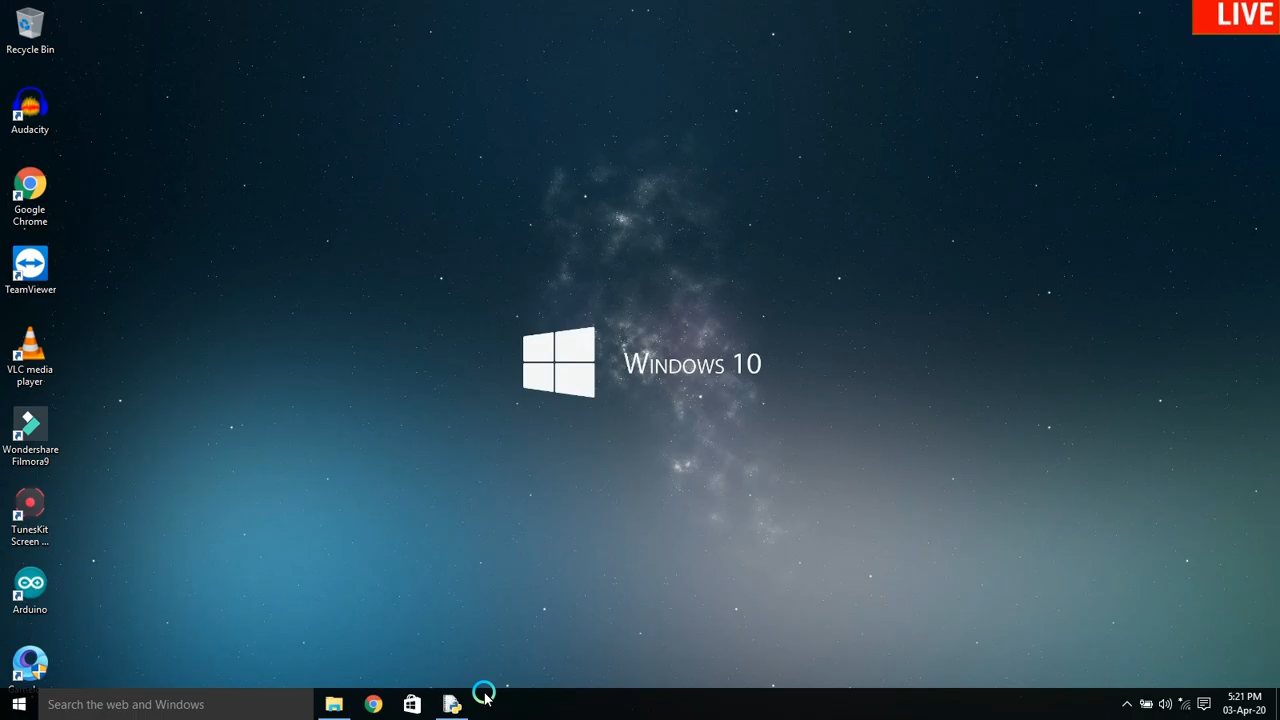 LIVE
Recycle Bin
Audacity
Google
Chrome
TeamViewer
VLC media
player
Wondershare
Filmora9
TunesKit
Screen ...
Arduino
WINDOWS 10
Search the web and Windows
5:21 PM
03-Apr-20